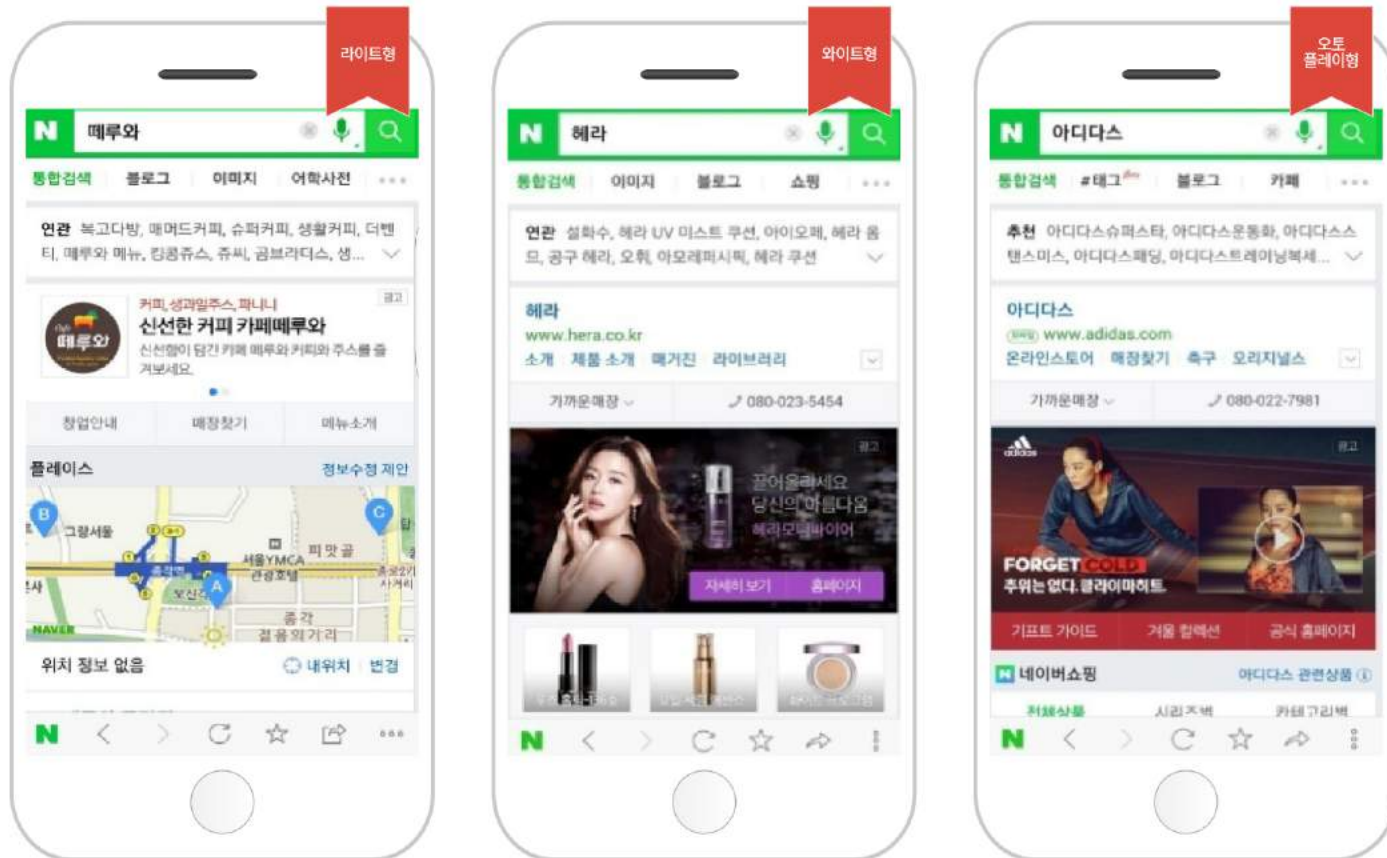 라이트형
N 떼루와
통합검색 블로그 이미지 어학사전
연관 복고다방, 매머드커피, 슈퍼커피, 생활커피, 더벤
티, 떼루와 메뉴, 킹콩쥬스, 쥬씨, 곰브라더스, 생...
광고
커피, 생과일주스, 파니니
신선한 커피 카페떼루와
신선함이 담긴 카페 떼루와 커피와 주스를 즐
겨보세요.
떼루와
창업안내 매장찾기 메뉴소개
플레이스 정보수정 제안
B
C
그랑서울
서울YMCA
피맛골
관광호텔
종각역
A
종각
젊음의거리
NAVER
위치 정보 없음 내위치 변경
N
와이트형
N 헤라
통합검색 이미지 블로그 쇼핑
연관 설화수, 헤라 UV 미스트 쿠션, 아이오페, 헤라 옴
므, 공구 헤라, 오휘, 아모레퍼시픽, 헤라 쿠션
헤라
www.hera.co.kr
소개 제품 소개 매거진 라이브러리
가까운매장 080-023-5454
광고
끌어올리세요
당신의 아름다움
헤라모디파이어
자세히 보기 홈페이지
N
오토
플레이형
N 아디다스
통합검색 #태그 블로그 카페
추천 아디다스슈퍼스타, 아디다스운동화, 아디다스스
탠스미스, 아디다스패딩, 아디다스트레이닝복세...
아디다스
www.adidas.com
온라인스토어 매장찾기 축구 오리지널스
가까운매장 080-022-7981
adidas
광고
FORGET COLD
추위는 없다. 클라이마히트
기프트 가이드 겨울 컬렉션 공식 홈페이지
N 네이버쇼핑 아디다스 관련상품
전체상품 시리즈별 카테고리별
N